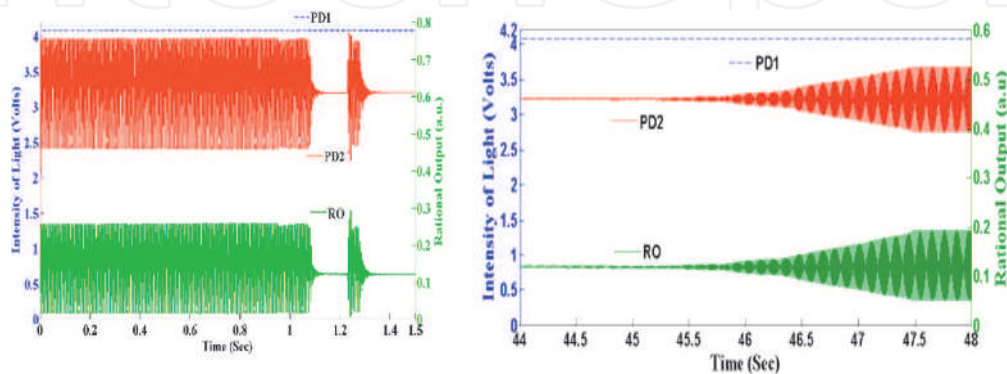 PD1
PD2
RO
Intensity of Light (Volts)
0
0.5
1
1.5
2
2.5
3
3.5
4
Rational Output (a.u.)
0
0.1
0.2
0.3
0.4
0.5
0.6
0.7
0.8
0 0.2 0.4 0.6 0.8 1 1.2 1.4 1.5
Time (Sec)
PD1
PD2
RO
Intensity of Light (Volts)
0
0.5
1
1.5
2
2.5
3
3.5
4
4.2
Rational Output (a.u)
0
0.1
0.2
0.3
0.4
0.5
0.6
44 44.5 45 45.5 46 46.5 47 47.5 48
Time (Sec)